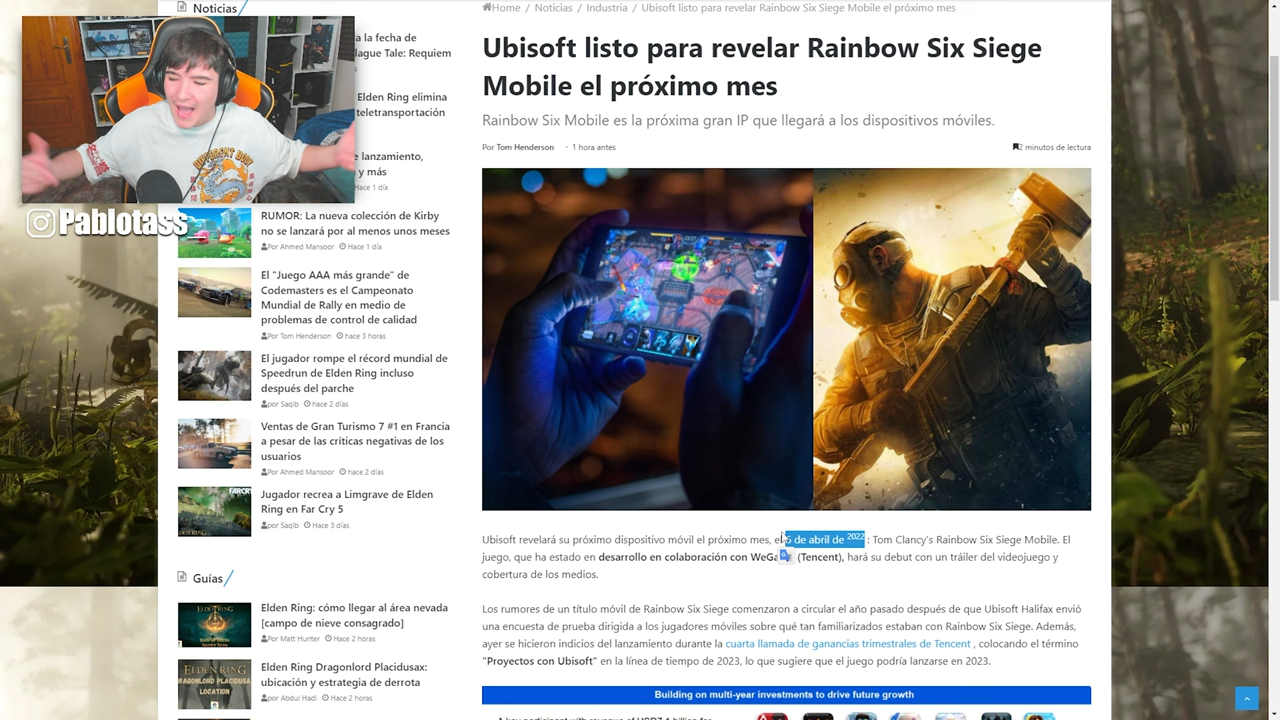 Noticias
a la fecha de
lague Tale: Requiem
Elden Ring elimina
teletransportación
e lanzamiento,
y más
Hace 1 día
DIFFERENT BOY
Pablotass
RUMOR: La nueva colección de Kirby
no se lanzará por al menos unos meses
Por Ahmed Mansoor Hace 1 día
El "Juego AAA más grande" de
Codemasters es el Campeonato
Mundial de Rally en medio de
problemas de control de calidad
Por Tom Henderson hace 3 horas
El jugador rompe el récord mundial de
Speedrun de Elden Ring incluso
después del parche
por Saqib hace 2 días
Ventas de Gran Turismo 7 #1 en Francia
a pesar de las críticas negativas de los
usuarios
Por Ahmed Mansoor hace 2 días
FARCRY
Jugador recrea a Limgrave de Elden
Ring en Far Cry 5
por Saqib Hace 3 días
Guías
ELDEN RING
Elden Ring: cómo llegar al área nevada
[campo de nieve consagrado]
Por Matt Hunter Hace 2 horas
ELDEN RING
DRAGONLORD PLACIDUSAX
LOCATION
Elden Ring Dragonlord Placidusax:
ubicación y estrategia de derrota
por Abdul Hadi Hace 2 horas
Home / Noticias / Industria / Ubisoft listo para revelar Rainbow Six Siege Mobile el próximo mes
Ubisoft listo para revelar Rainbow Six Siege
Mobile el próximo mes
Rainbow Six Mobile es la próxima gran IP que llegará a los dispositivos móviles.
Por Tom Henderson - 1 hora antes
2 minutos de lectura
Ubisoft revelará su próximo dispositivo móvil el próximo mes, el 5 de abril de 2022 : Tom Clancy's Rainbow Six Siege Mobile. El
juego, que ha estado en desarrollo en colaboración con WeGa (Tencent), hará su debut con un tráiler del videojuego y
cobertura de los medios.
Los rumores de un título móvil de Rainbow Six Siege comenzaron a circular el año pasado después de que Ubisoft Halifax envió
una encuesta de prueba dirigida a los jugadores móviles sobre qué tan familiarizados estaban con Rainbow Six Siege. Además,
ayer se hicieron indicios del lanzamiento durante la cuarta llamada de ganancias trimestrales de Tencent , colocando el término
"Proyectos con Ubisoft" en la línea de tiempo de 2023, lo que sugiere que el juego podría lanzarse en 2023.
Building on multi-year investments to drive future growth